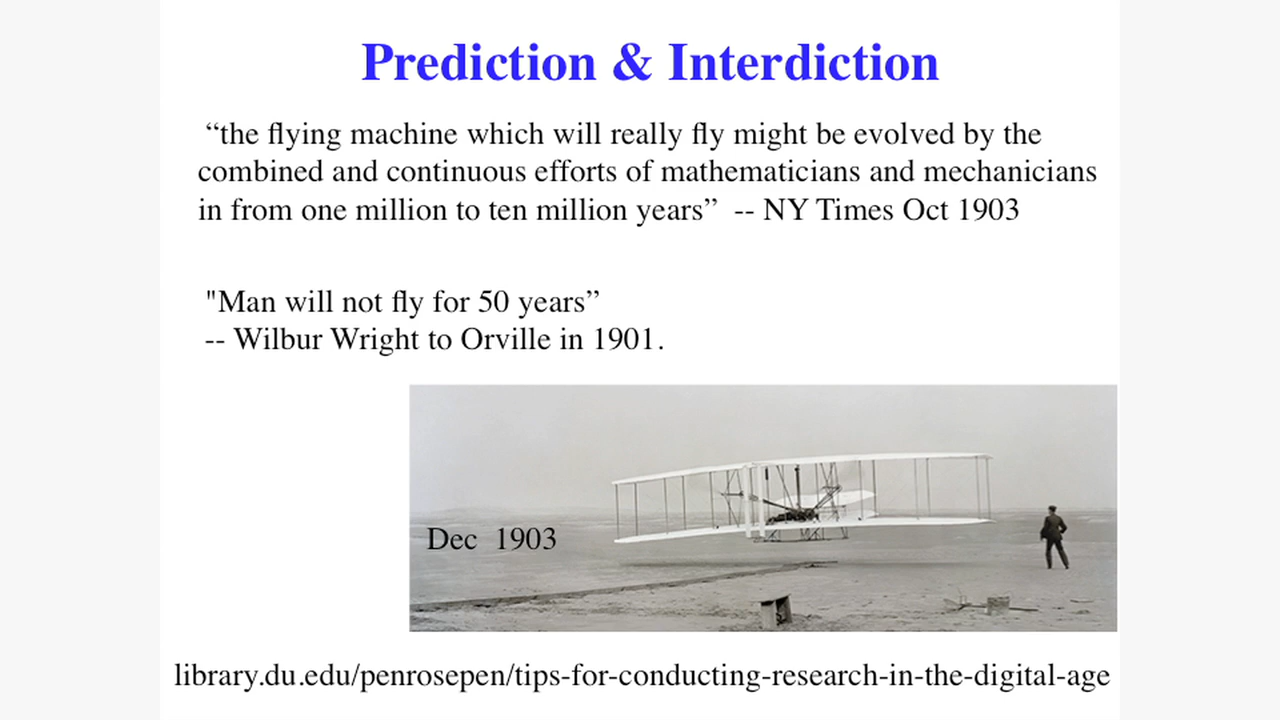 Prediction & Interdiction
“the flying machine which will really fly might be evolved by the
combined and continuous efforts of mathematicians and mechanicians
in from one million to ten million years”  -- NY Times Oct 1903
"Man will not fly for 50 years”
-- Wilbur Wright to Orville in 1901.
Dec  1903
library.du.edu/penrosepen/tips-for-conducting-research-in-the-digital-age